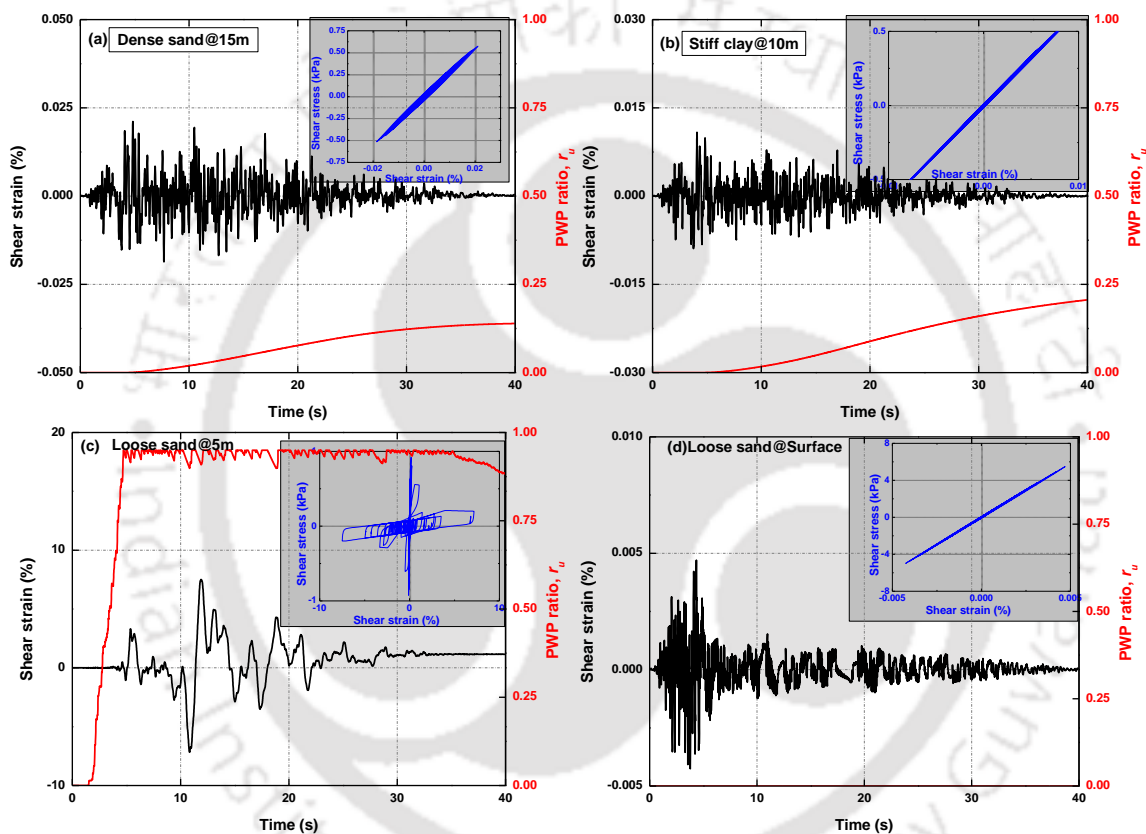 (a) Dense sand@15m
Shear strain (%)
0.050
0.025
0.000
-0.025
-0.050
0 10 20 30 40
Time (s)
PWP ratio, r_u
1.00
0.75
0.50
0.25
0.00
Shear stress (kPa)
0.75
0.50
0.25
0.00
-0.25
-0.50
-0.75
-0.02 0.00 0.02
Shear strain (%)
(b) Stiff clay@10m
Shear strain (%)
0.030
0.015
0.000
-0.015
-0.030
0 10 20 30 40
Time (s)
PWP ratio, r_u
1.00
0.75
0.50
0.25
0.00
Shear stress (kPa)
0.0
0.00 0.01
Shear strain (%)
(c) Loose sand@5m
Shear strain (%)
20
10
0
-10
0 10 20 30 40
Time (s)
PWP ratio, r_u
1.00
0.75
0.50
0.25
0.00
Shear stress (kPa)
0
-1
-10 0 10
Shear strain (%)
(d)Loose sand@Surface
Shear strain (%)
0.010
0.005
0.000
-0.005
0 10 20 30 40
Time (s)
PWP ratio, r_u
1.00
0.75
0.50
0.25
0.00
Shear stress (kPa)
8
4
0
-4
-8
-0.005 0.000 0.005
Shear strain (%)